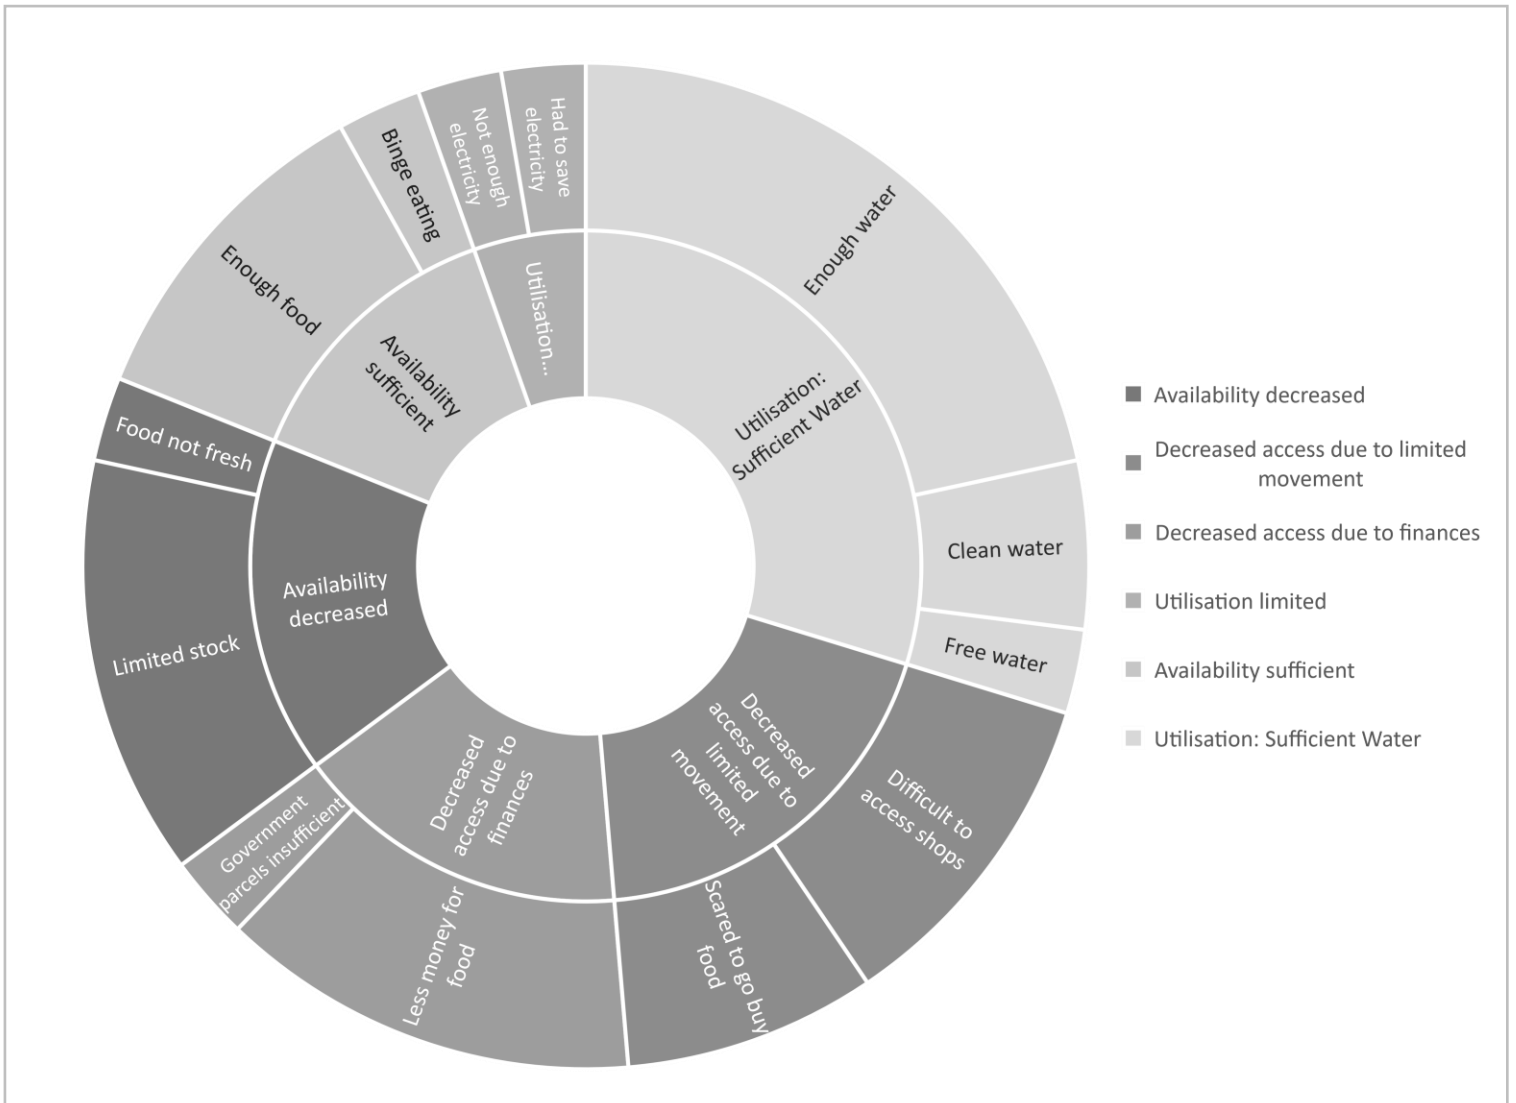 Had to save
electricity
Not enough
electricity
Binge eating
Enough food
Enough water
Utilisation...
Availability
sufficient
Utilisation:
Sufficient Water
Food not fresh
Clean water
Free water
Availability
decreased
Limited stock
Decreased
access due to
limited
movement
Decreased
access due to
finances
Difficult to
access shops
Government
parcels insufficient
Less money for
food
Scared to go buy
food
Availability decreased
Decreased access due to limited
movement
Decreased access due to finances
Utilisation limited
Availability sufficient
Utilisation: Sufficient Water